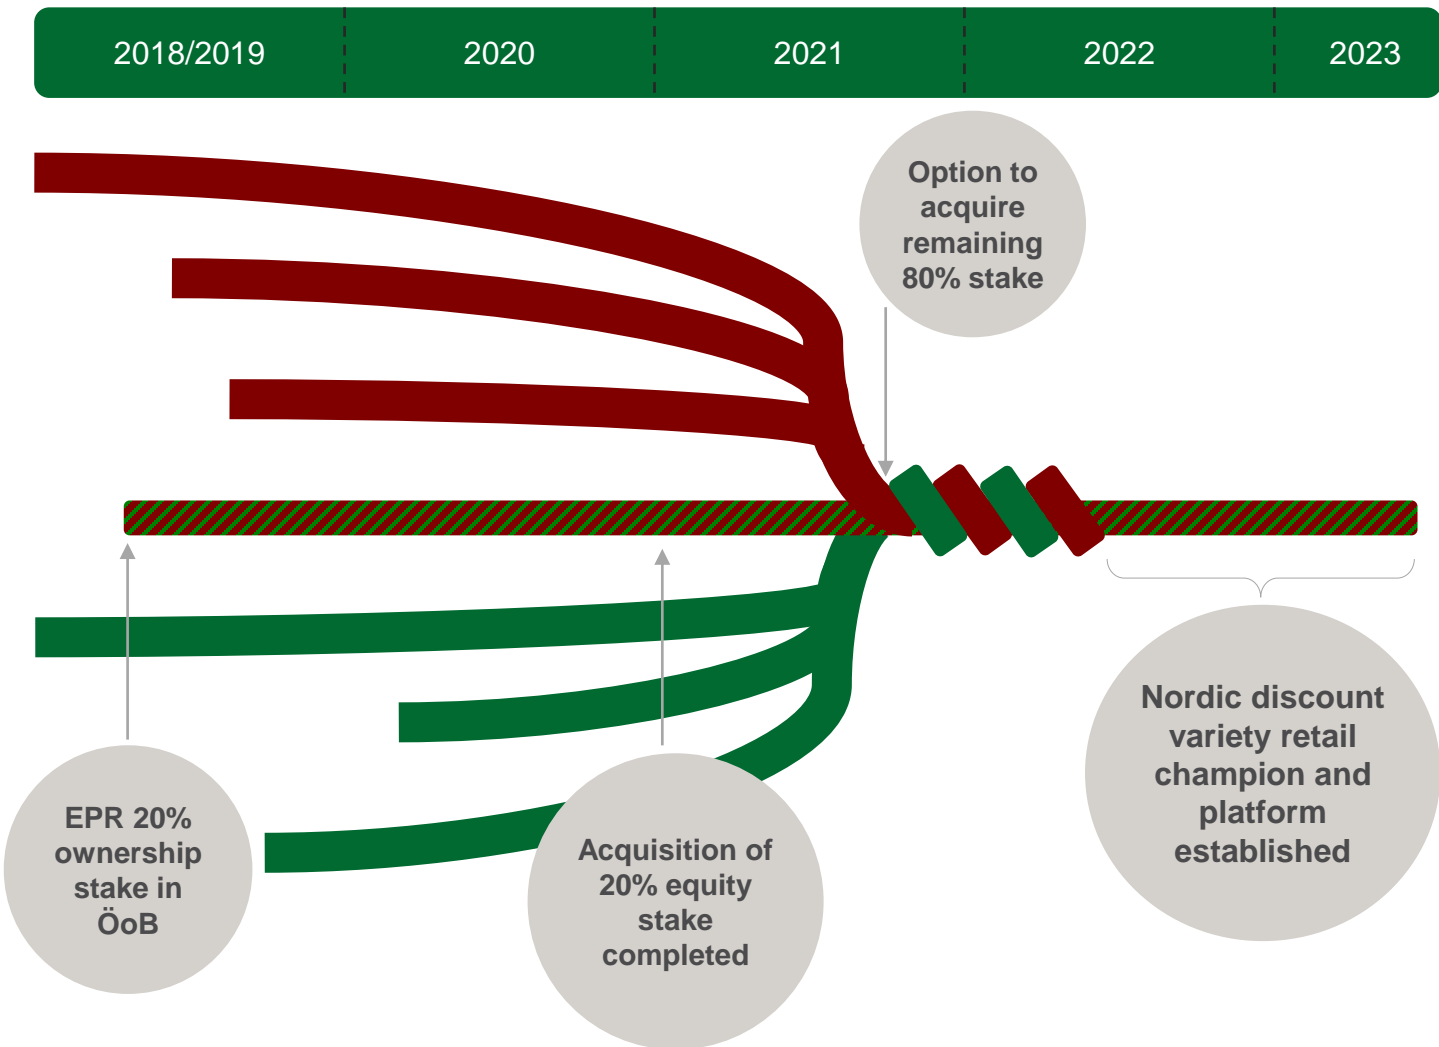 2018/2019
2020
2021
2022
2023
Option to
acquire
remaining
80% stake
EPR 20%
ownership
stake in
ÖoB
Acquisition of
20% equity
stake
completed
Nordic discount
variety retail
champion and
platform
established